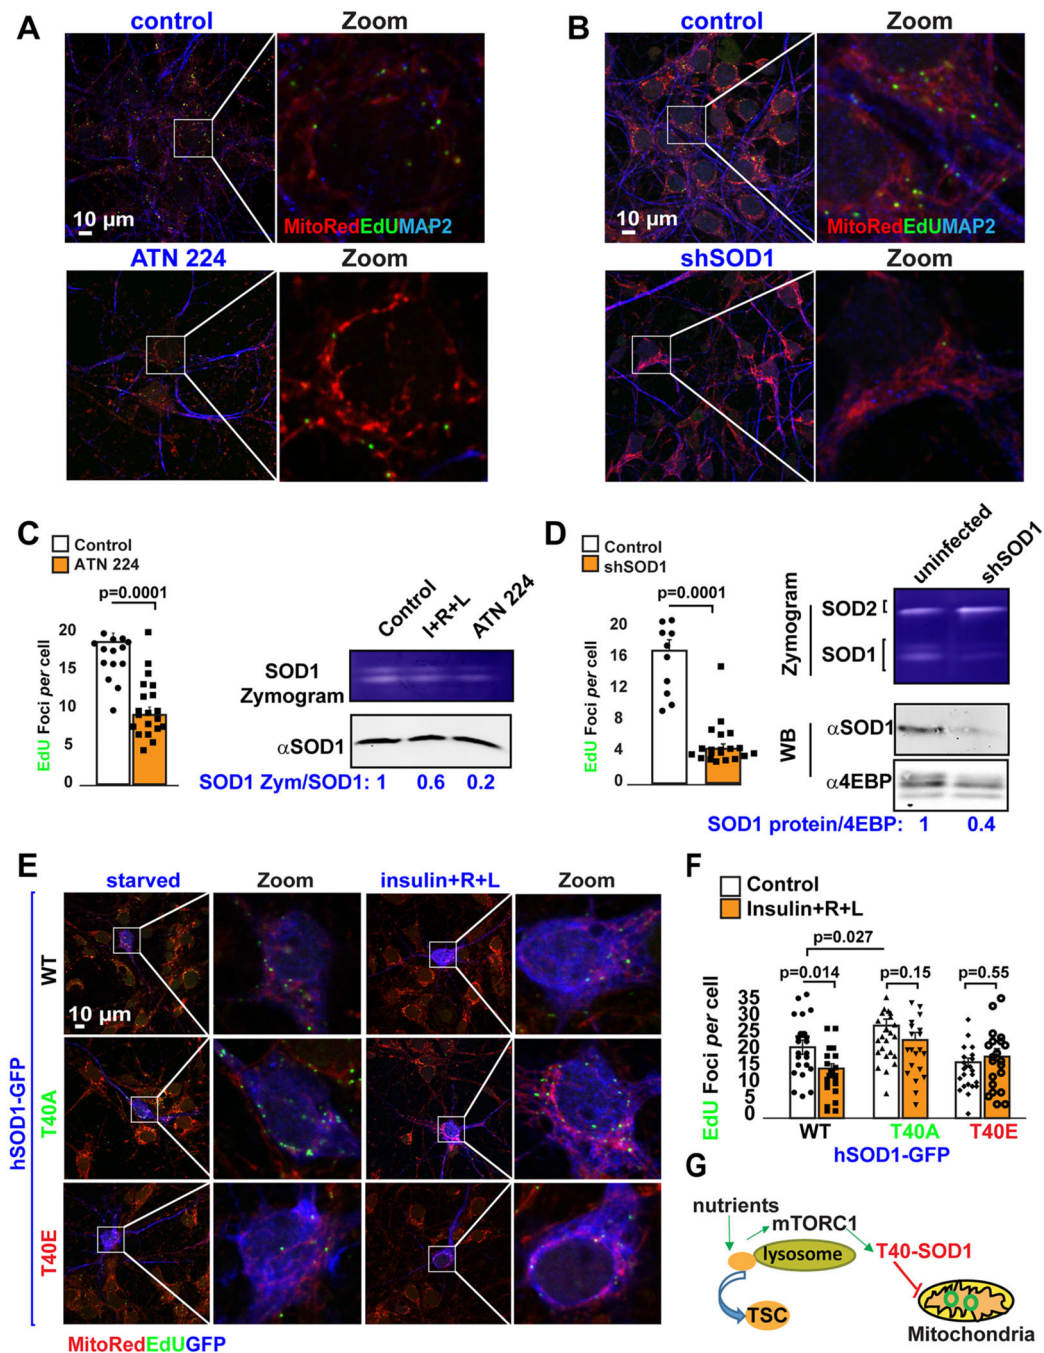 A
control
Zoom
10 µm
MitoRedEdUMAP2
ATN 224
Zoom
B
control
Zoom
10 µm
MitoRedEdUMAP2
shSOD1
Zoom
C
Control
ATN 224
p=0.0001
EdU Foci per cell
20
15
10
5
0
Control
I+R+L
ATN 224
SOD1
Zymogram
αSOD1
SOD1 Zym/SOD1: 1 0.6 0.2
D
Control
shSOD1
p=0.0001
EdU Foci per cell
20
16
12
8
4
0
uninfected
shSOD1
Zymogram
SOD2
SOD1
WB
αSOD1
α4EBP
SOD1 protein/4EBP: 1 0.4
E
starved
Zoom
insulin+R+L
Zoom
hSOD1-GFP
WT
10 µm
T40A
T40E
MitoRedEdUGFP
F
Control
Insulin+R+L
p=0.027
p=0.014
p=0.15
p=0.55
EdU Foci per cell
35
30
25
20
15
10
5
0
WT
T40A
T40E
hSOD1-GFP
G
nutrients
mTORC1
lysosome
T40-SOD1
TSC
Mitochondria